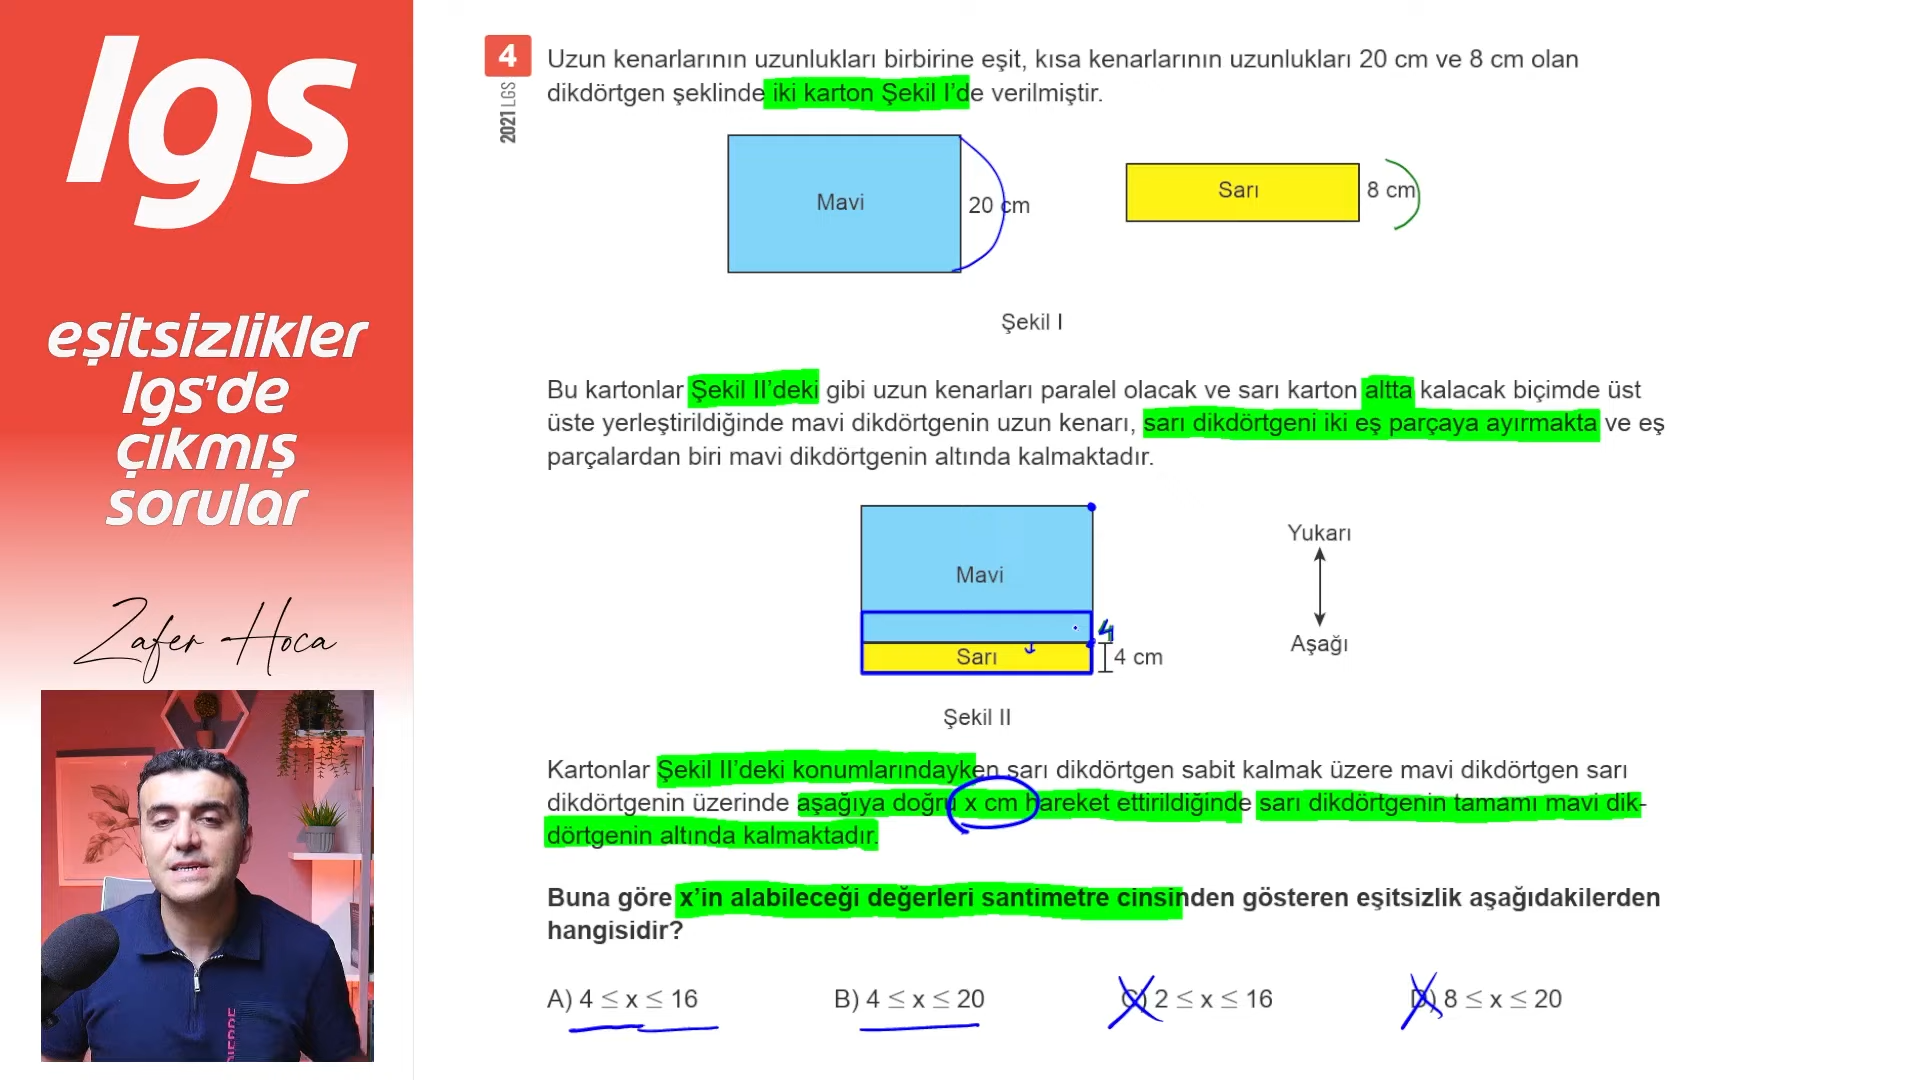 lgs
eşitsizlikler
lgs'de
çıkmış
sorular
Zafer Hoca
4
2021 LGS
Uzun kenarlarının uzunlukları birbirine eşit, kısa kenarlarının uzunlukları 20 cm ve 8 cm olan
dikdörtgen şeklinde iki karton Şekil I'de verilmiştir.
Mavi
20 cm
Sarı
8 cm
Şekil I
Bu kartonlar Şekil II'deki gibi uzun kenarları paralel olacak ve sarı karton altta kalacak biçimde üst
üste yerleştirildiğinde mavi dikdörtgenin uzun kenarı, sarı dikdörtgeni iki eş parçaya ayırmakta ve eş
parçalardan biri mavi dikdörtgenin altında kalmaktadır.
Mavi
4
Sarı
4 cm
Yukarı
Aşağı
Şekil II
Kartonlar Şekil II'deki konumlarındayken sarı dikdörtgen sabit kalmak üzere mavi dikdörtgen sarı
dikdörtgenin üzerinde aşağıya doğru x cm hareket ettirildiğinde sarı dikdörtgenin tamamı mavi dik-
dörtgenin altında kalmaktadır.
Buna göre x'in alabileceği değerleri santimetre cinsinden gösteren eşitsizlik aşağıdakilerden
hangisidir?
A) 4 ≤ x ≤ 16
B) 4 ≤ x ≤ 20
C) 2 ≤ x ≤ 16
D) 8 ≤ x ≤ 20